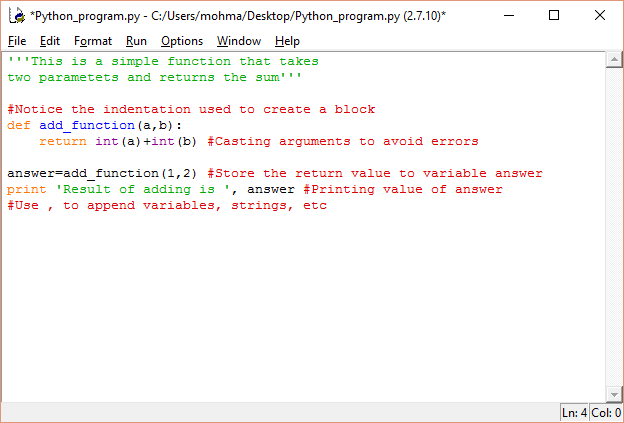 *Python_program.py - C:/Users/mohma/Desktop/Python_program.py (2.7.10)*
File Edit Format Run Options Window Help
'''This is a simple function that takes
two parametets and returns the sum'''
#Notice the indentation used to create a block
def add_function(a,b):
    return int(a)+int(b) #Casting arguments to avoid errors
answer=add_function(1,2) #Store the return value to variable answer
print 'Result of adding is ', answer #Printing value of answer
#Use , to append variables, strings, etc
Ln: 4 Col: 0